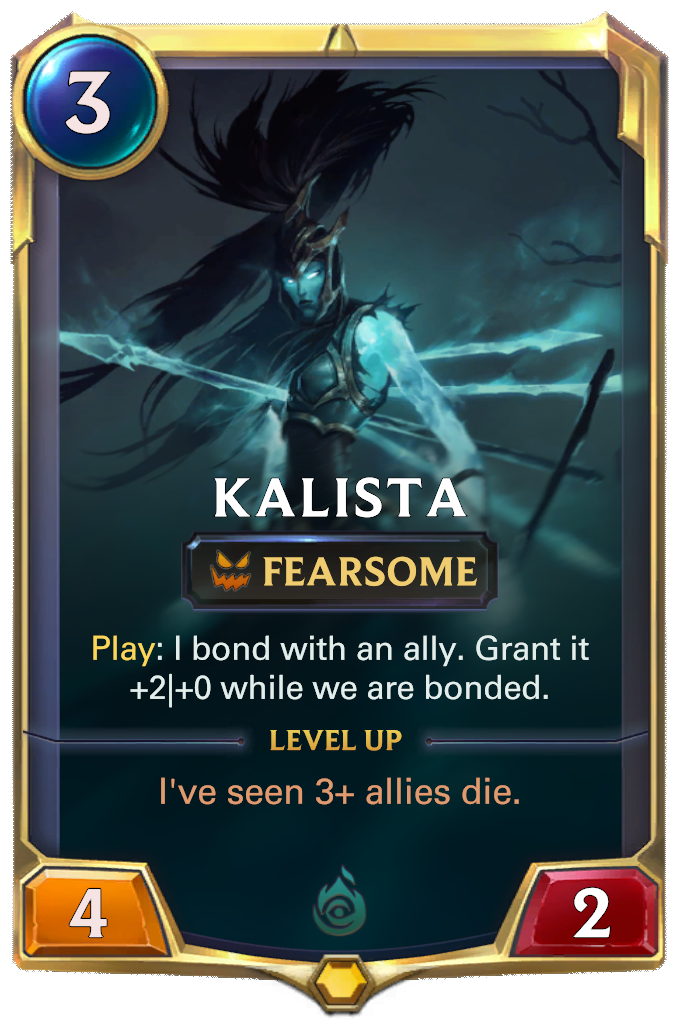 3
KALISTA
FEARSOME
Play: I bond with an ally. Grant it
+2|+0 while we are bonded.
LEVEL UP
I've seen 3+ allies die.
4
2